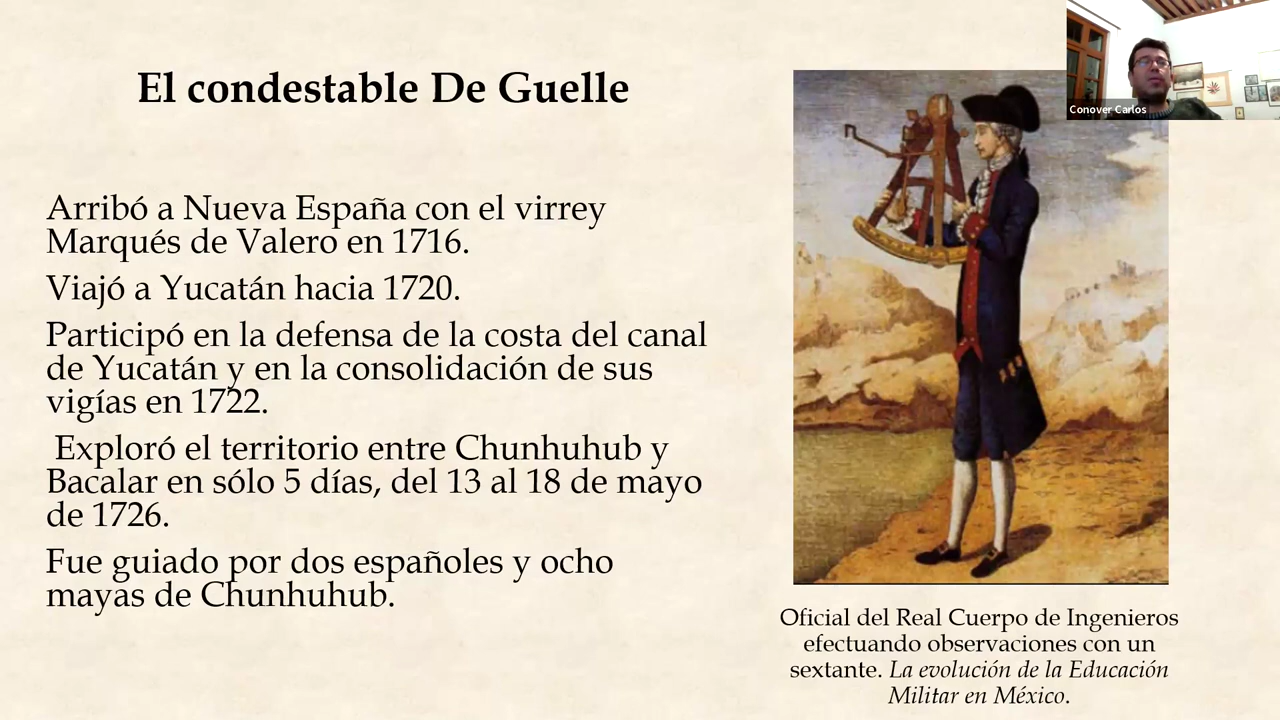 El condestable De Guelle
Arribó a Nueva España con el virrey
Marqués de Valero en 1716.
Viajó a Yucatán hacia 1720.
Participó en la defensa de la costa del canal
de Yucatán y en la consolidación de sus
vigías en 1722.
Exploró el territorio entre Chunhuhub y
Bacalar en sólo 5 días, del 13 al 18 de mayo
de 1726.
Fue guiado por dos españoles y ocho
mayas de Chunhuhub.
Conover Carlos
Oficial del Real Cuerpo de Ingenieros
efectuando observaciones con un
sextante. La evolución de la Educación
Militar en México.